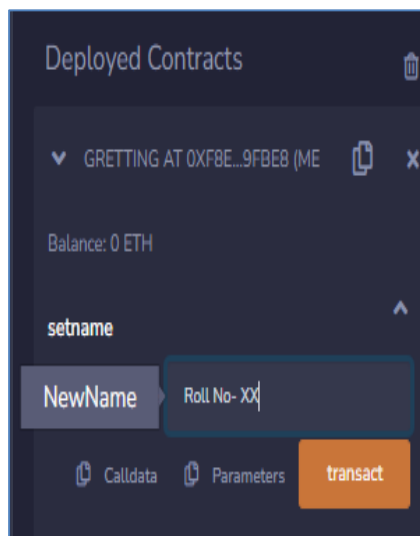 Deployed Contracts
GRETTING AT 0XF8E...9FBE8 (ME
Balance: 0 ETH
setname
NewName Roll No- XX
Calldata Parameters transact